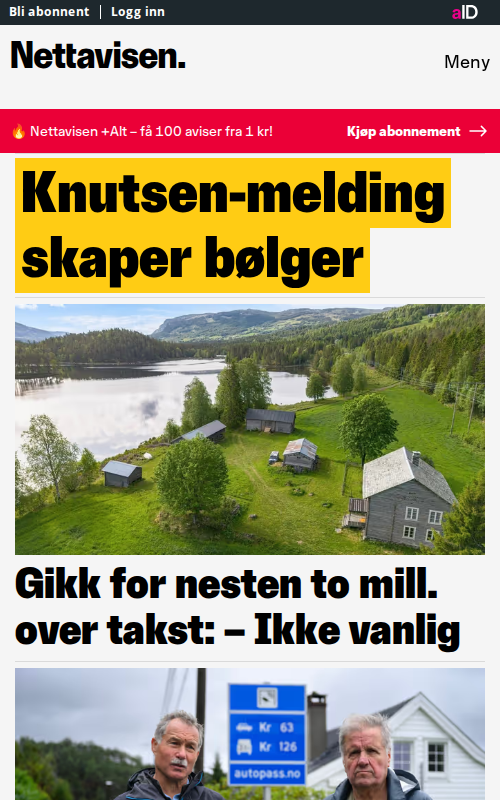 Bli abonnent
Logg inn
aID
Nettavisen.
Meny
🔥 Nettavisen +Alt – få 100 aviser fra 1 kr!
Kjøp abonnement →
Knutsen-melding
skaper bølger
Gikk for nesten to mill.
over takst: – Ikke vanlig
Kr 63
Kr 126
autopass.no